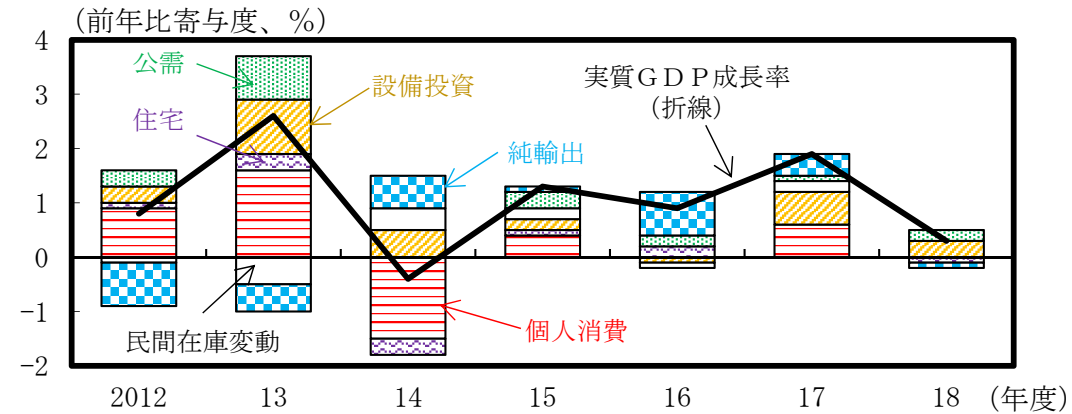 (前年比寄与度、%)
4
3
2
1
0
-1
-2
公需
設備投資
住宅
純輸出
実質GDP成長率
(折線)
民間在庫変動
個人消費
2012 13 14 15 16 17 18 (年度)